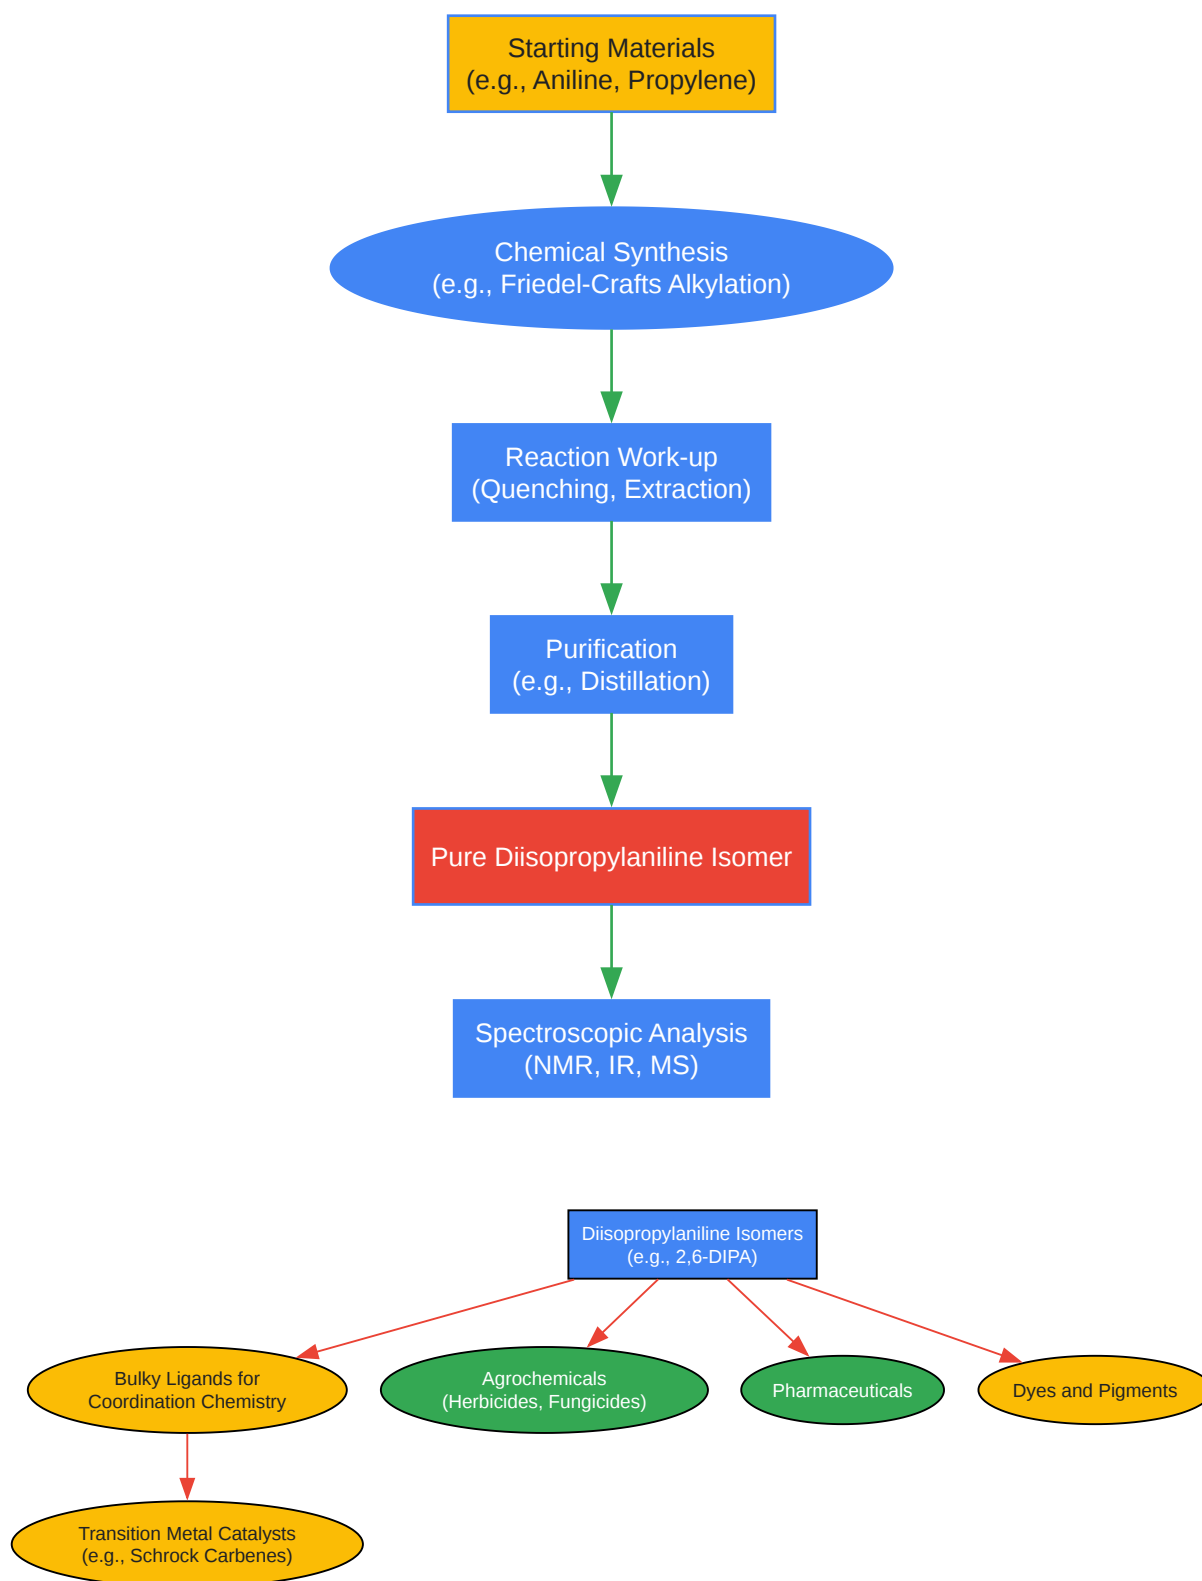 Starting Materials
(e.g., Aniline, Propylene)
Chemical Synthesis
(e.g., Friedel-Crafts Alkylation)
Reaction Work-up
(Quenching, Extraction)
Purification
(e.g., Distillation)
Pure Diisopropylaniline Isomer
Spectroscopic Analysis
(NMR, IR, MS)
Diisopropylaniline Isomers
(e.g., 2,6-DIPA)
Bulky Ligands for
Coordination Chemistry
Agrochemicals
(Herbicides, Fungicides)
Pharmaceuticals
Dyes and Pigments
Transition Metal Catalysts
(e.g., Schrock Carbenes)